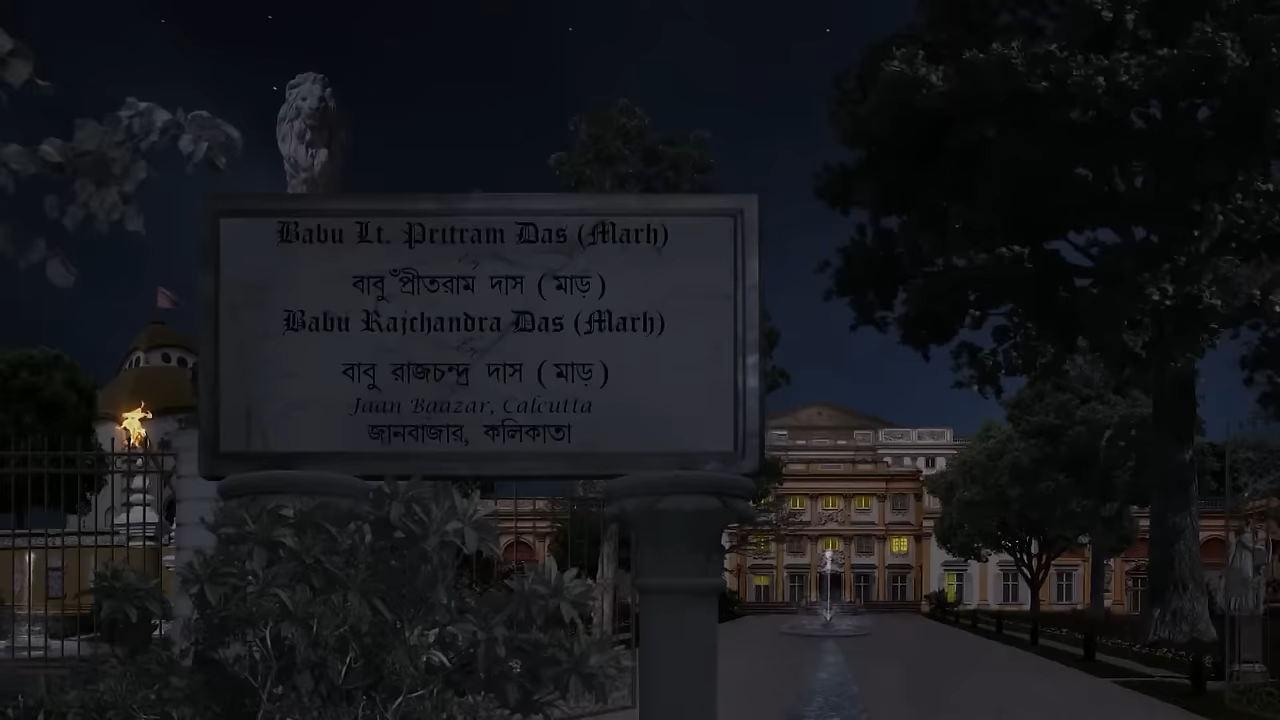 Babu Lt. Pritram Das (Marh)
বাবু ঁপ্রীতরাম দাস ( মাড় )
Babu Rajchandra Das (Marh)
বাবু রাজচন্দ্র দাস ( মাড় )
Jaan Baazar, Calcutta
জানবাজার, কলিকাতা